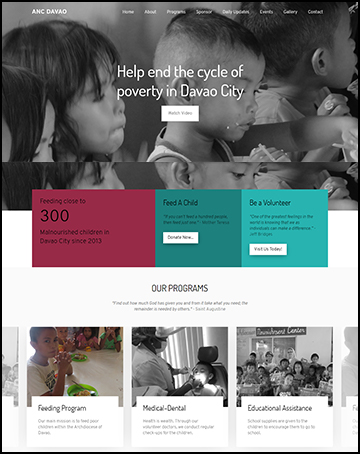 ANC DAVAO
Home About Programs Sponsor Daily Updates Events Gallery Contact
Help end the cycle of
poverty in Davao City
Watch Video
Feeding close to
300
Malnourished children in
Davao City since 2013
Feed A Child
"If you can't feed a hundred people,
then feed just one." - Mother Teresa
Donate Now...
Be a Volunteer
"One of the greatest feelings in the
world is knowing that we as
individuals can make a difference." -
Jeff Bridges
Visit Us Today!
OUR PROGRAMS
"Find out how much God has given you and from it take what you need; the
remainder is needed by others." - Saint Augustine
Feeding Program
Our main mission is to feed poor
children within the Archdiocese of
Davao.
Medical-Dental
Health is wealth. Through our
volunteer doctors, we conduct regular
check-ups for the children.
Educational Assistance
School supplies are given to the
children to encourage them to go to
school.